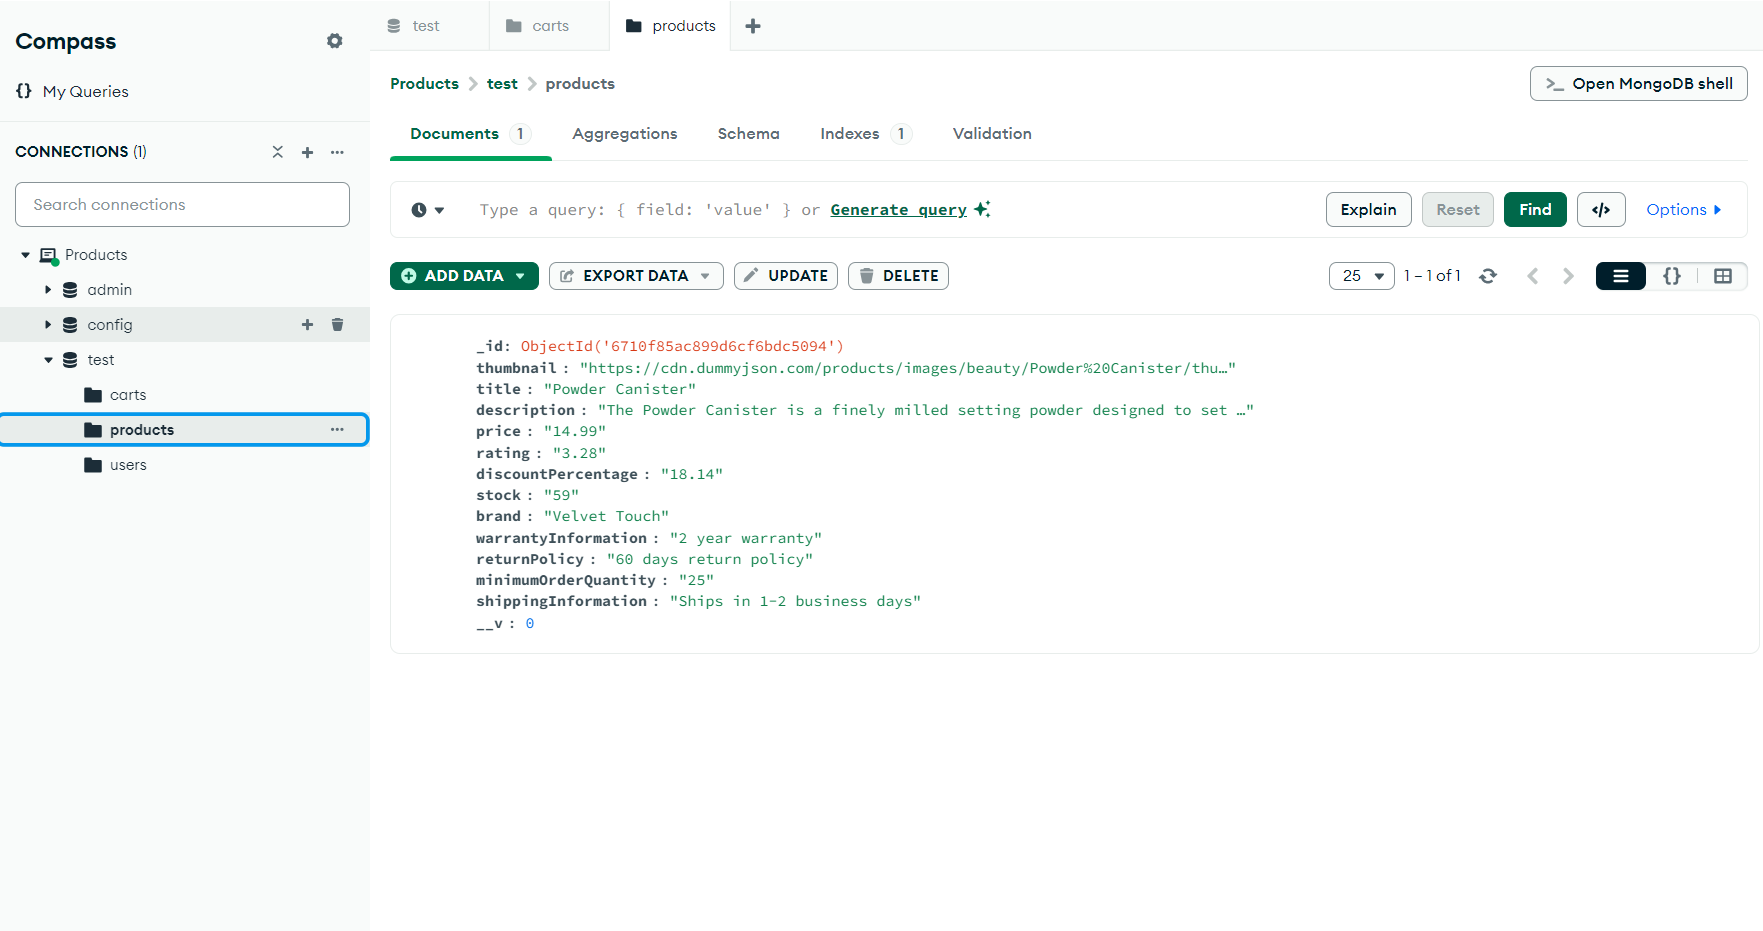 Compass
My Queries
CONNECTIONS (1)
Search connections
Products
admin
config
test
carts
products
users
test
carts
products
Products
test
products
Open MongoDB shell
Documents 1
Aggregations
Schema
Indexes 1
Validation
Type a query: { field: 'value' } or Generate query
Explain
Reset
Find
</>
Options
ADD DATA
EXPORT DATA
UPDATE
DELETE
25
1 – 1 of 1
{}
_id: ObjectId('6710f85ac899d6cf6bdc5094')
thumbnail : "https://cdn.dummyjson.com/products/images/beauty/Powder%20Canister/thu…"
title : "Powder Canister"
description : "The Powder Canister is a finely milled setting powder designed to set …"
price : "14.99"
rating : "3.28"
discountPercentage : "18.14"
stock : "59"
brand : "Velvet Touch"
warrantyInformation : "2 year warranty"
returnPolicy : "60 days return policy"
minimumOrderQuantity : "25"
shippingInformation : "Ships in 1-2 business days"
__v : 0